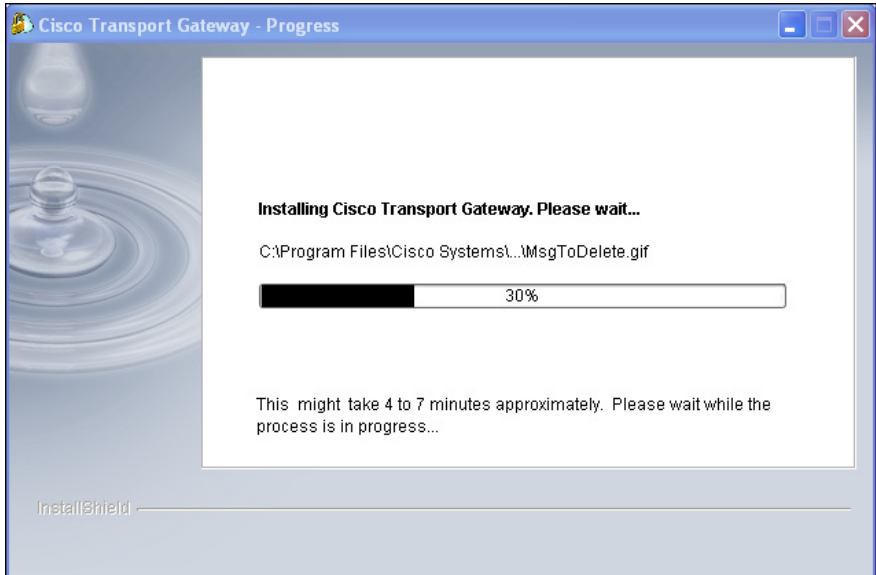 Cisco Transport Gateway - Progress
Installing Cisco Transport Gateway. Please wait...
C:\Program Files\Cisco Systems\...\MsgToDelete.gif
30%
This might take 4 to 7 minutes approximately. Please wait while the
process is in progress...
InstallShield